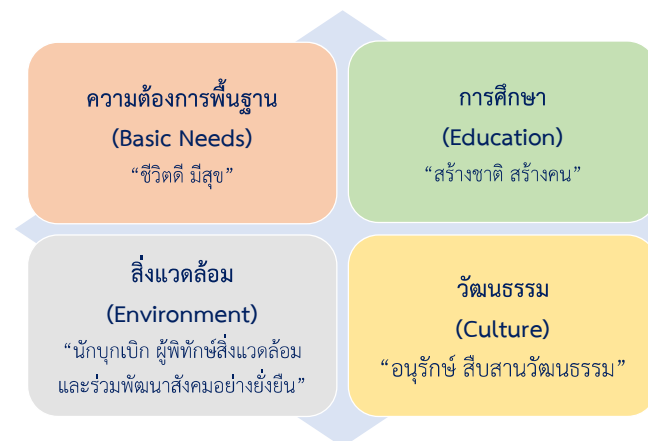 ความต้องการพื้นฐาน
(Basic Needs)
“ชีวิตดี มีสุข”
การศึกษา
(Education)
“สร้างชาติ สร้างคน”
สิ่งแวดล้อม
(Environment)
“นักบุกเบิก ผู้พิทักษ์สิ่งแวดล้อม
และร่วมพัฒนาสังคมอย่างยั่งยืน”
วัฒนธรรม
(Culture)
“อนุรักษ์ สืบสานวัฒนธรรม”